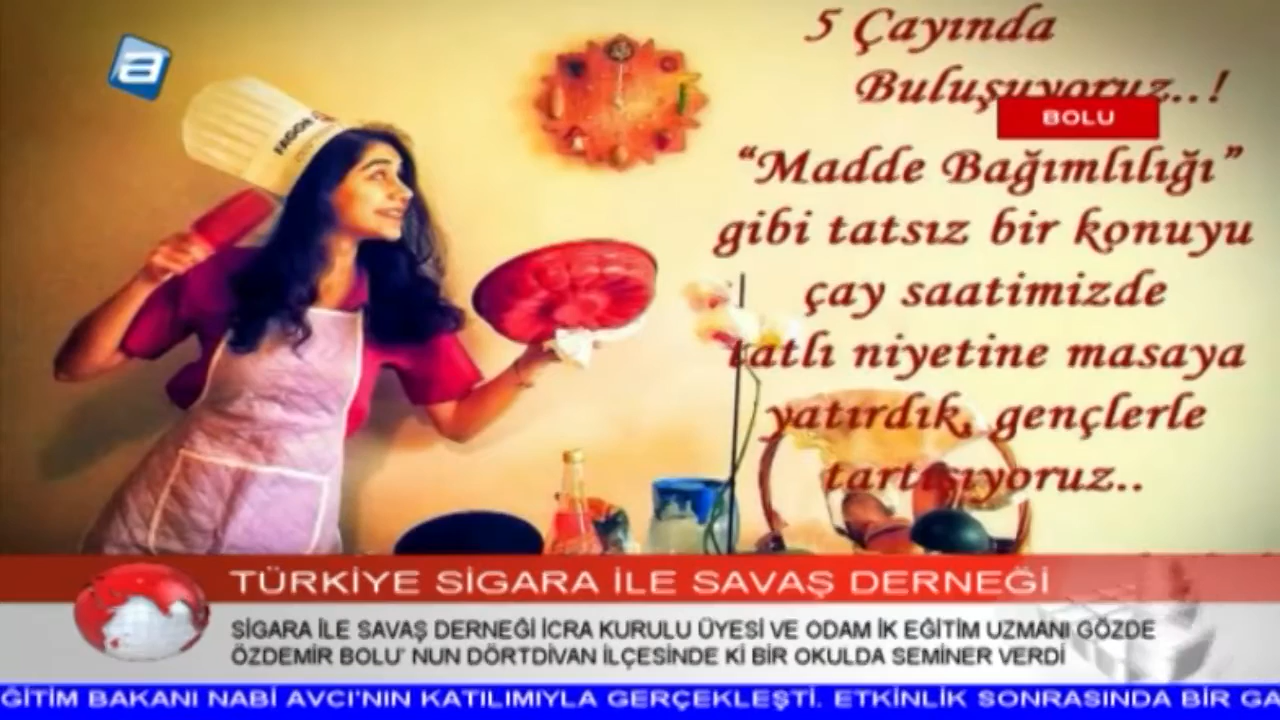 a
5 Çayında
Buluşuyoruz..!
BOLU
FAGOR
“Madde Bağımlılığı”
gibi tatsız bir konuyu
çay saatimizde
tatlı niyetine masaya
yatırdık, gençlerle
tartışıyoruz..
TÜRKİYE SİGARA İLE SAVAŞ DERNEĞİ
SİGARA İLE SAVAŞ DERNEĞİ İCRA KURULU ÜYESİ VE ODAM İK EĞİTIM UZMANI GÖZDE
ÖZDEMİR BOLU' NUN DÖRTDİVAN İLÇESİNDE Kİ BİR OKULDA SEMİNER VERDİ
ĞİTİM BAKANI NABİ AVCI'NIN KATILIMIYLA GERÇEKLEŞTİ. ETKİNLİK SONRASINDA BİR GA